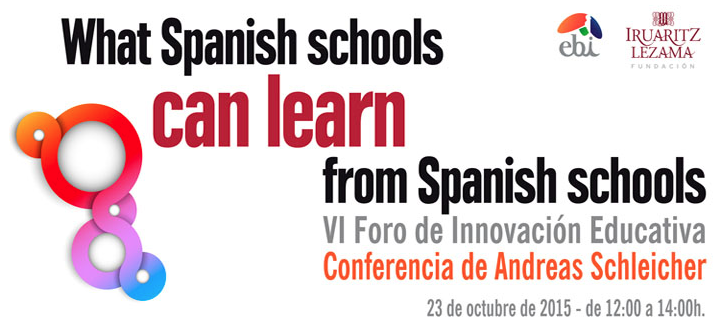 What Spanish schools
can learn
from Spanish schools
VI Foro de Innovación Educativa
Conferencia de Andreas Schleicher
23 de octubre de 2015 - de 12:00 a 14:00h.
ebi
IRUARITZ
LEZAMA
FUNDACIÓN